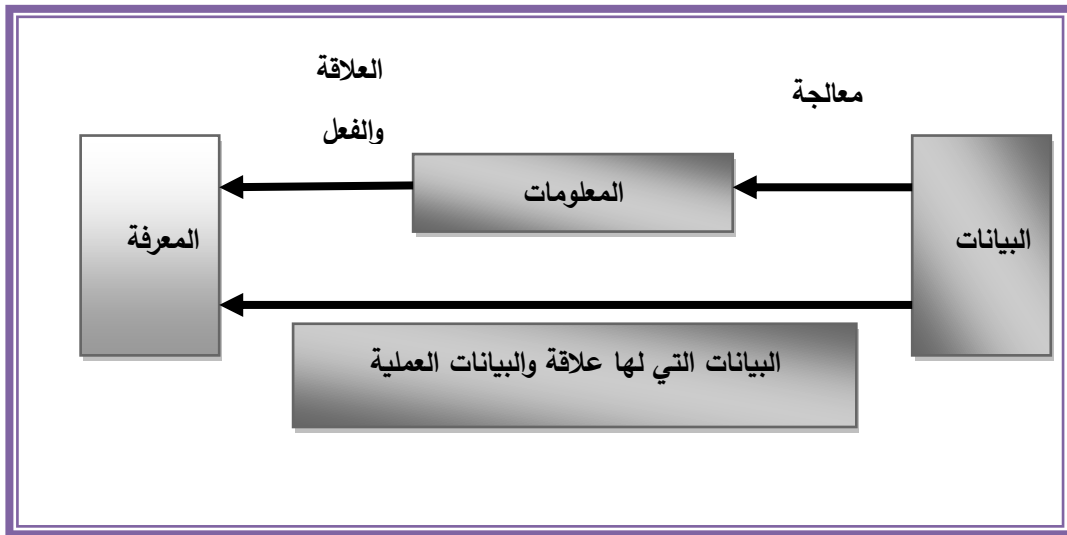 العلاقة
والفعل
معالجة
البيانات
المعلومات
المعرفة
البيانات التي لها علاقة والبيانات العملية